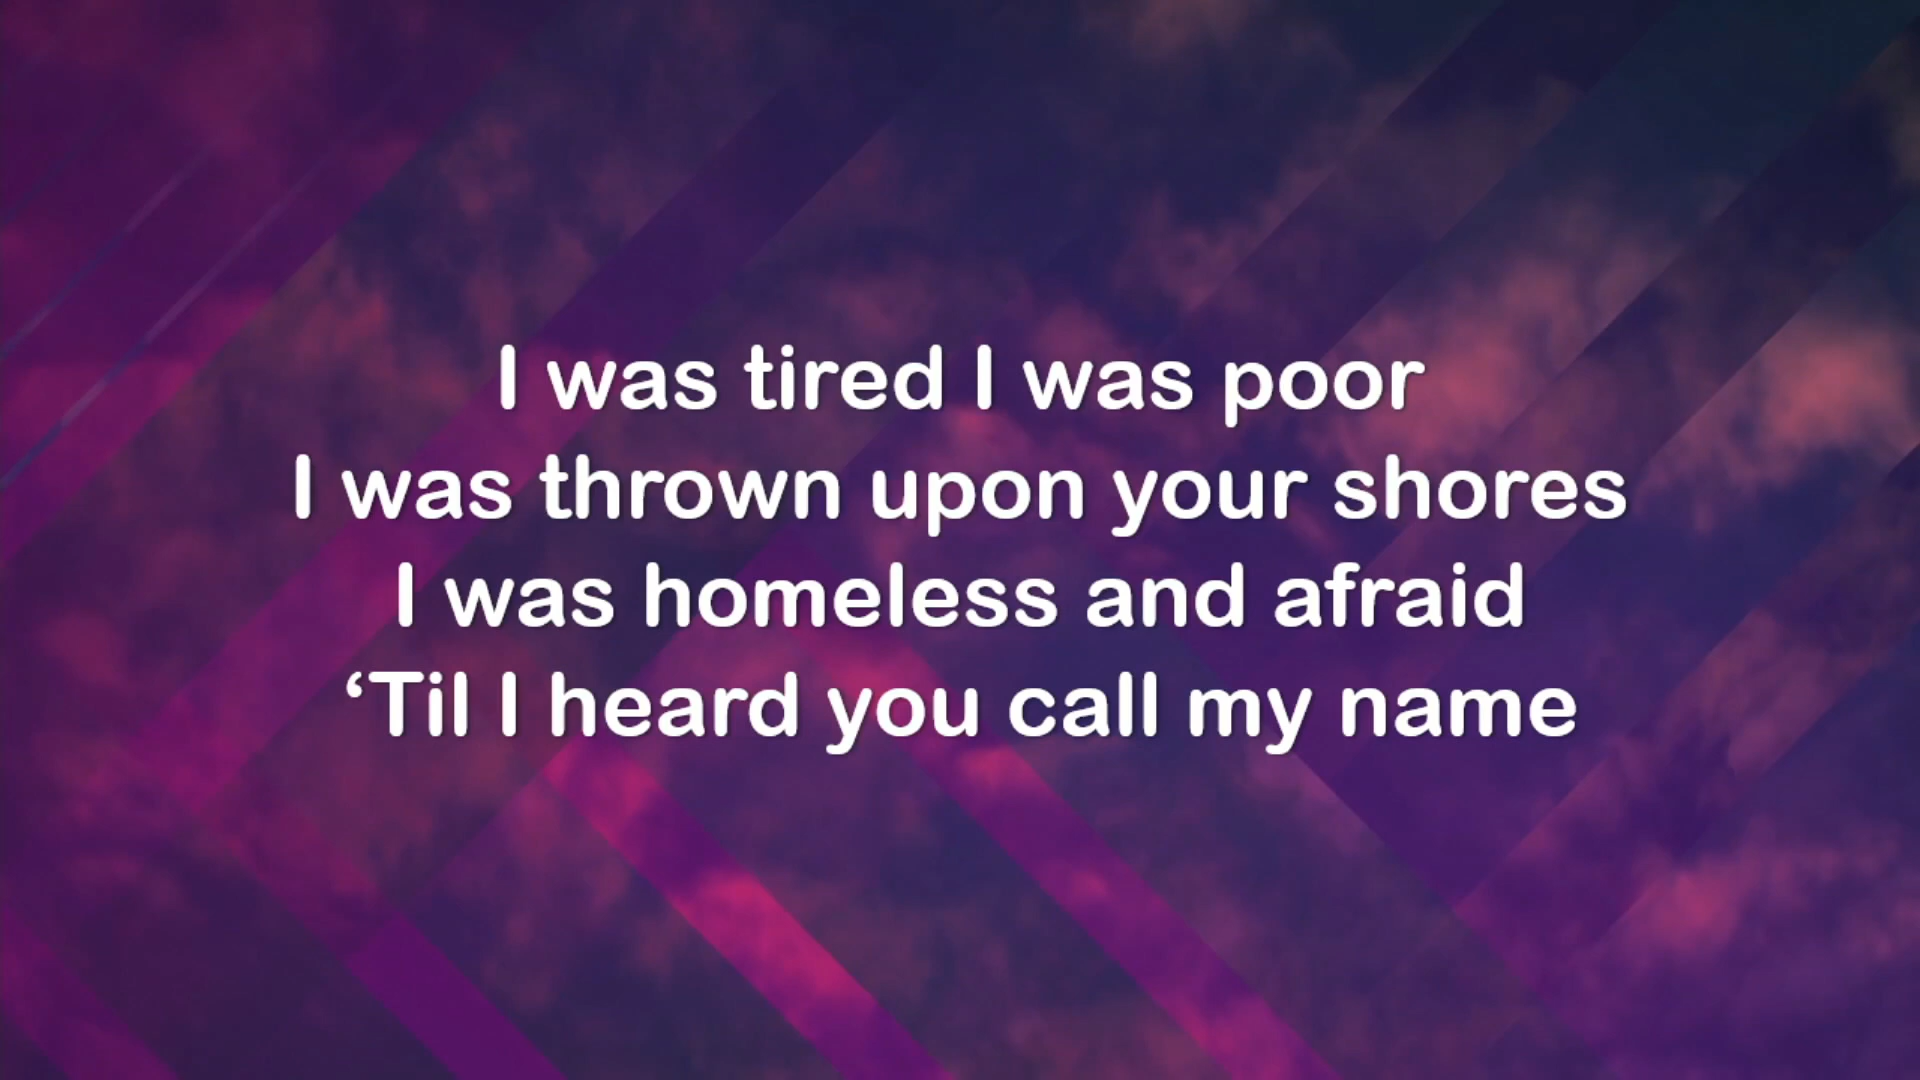 I was tired I was poor
I was thrown upon your shores
I was homeless and afraid
‘Til I heard you call my name